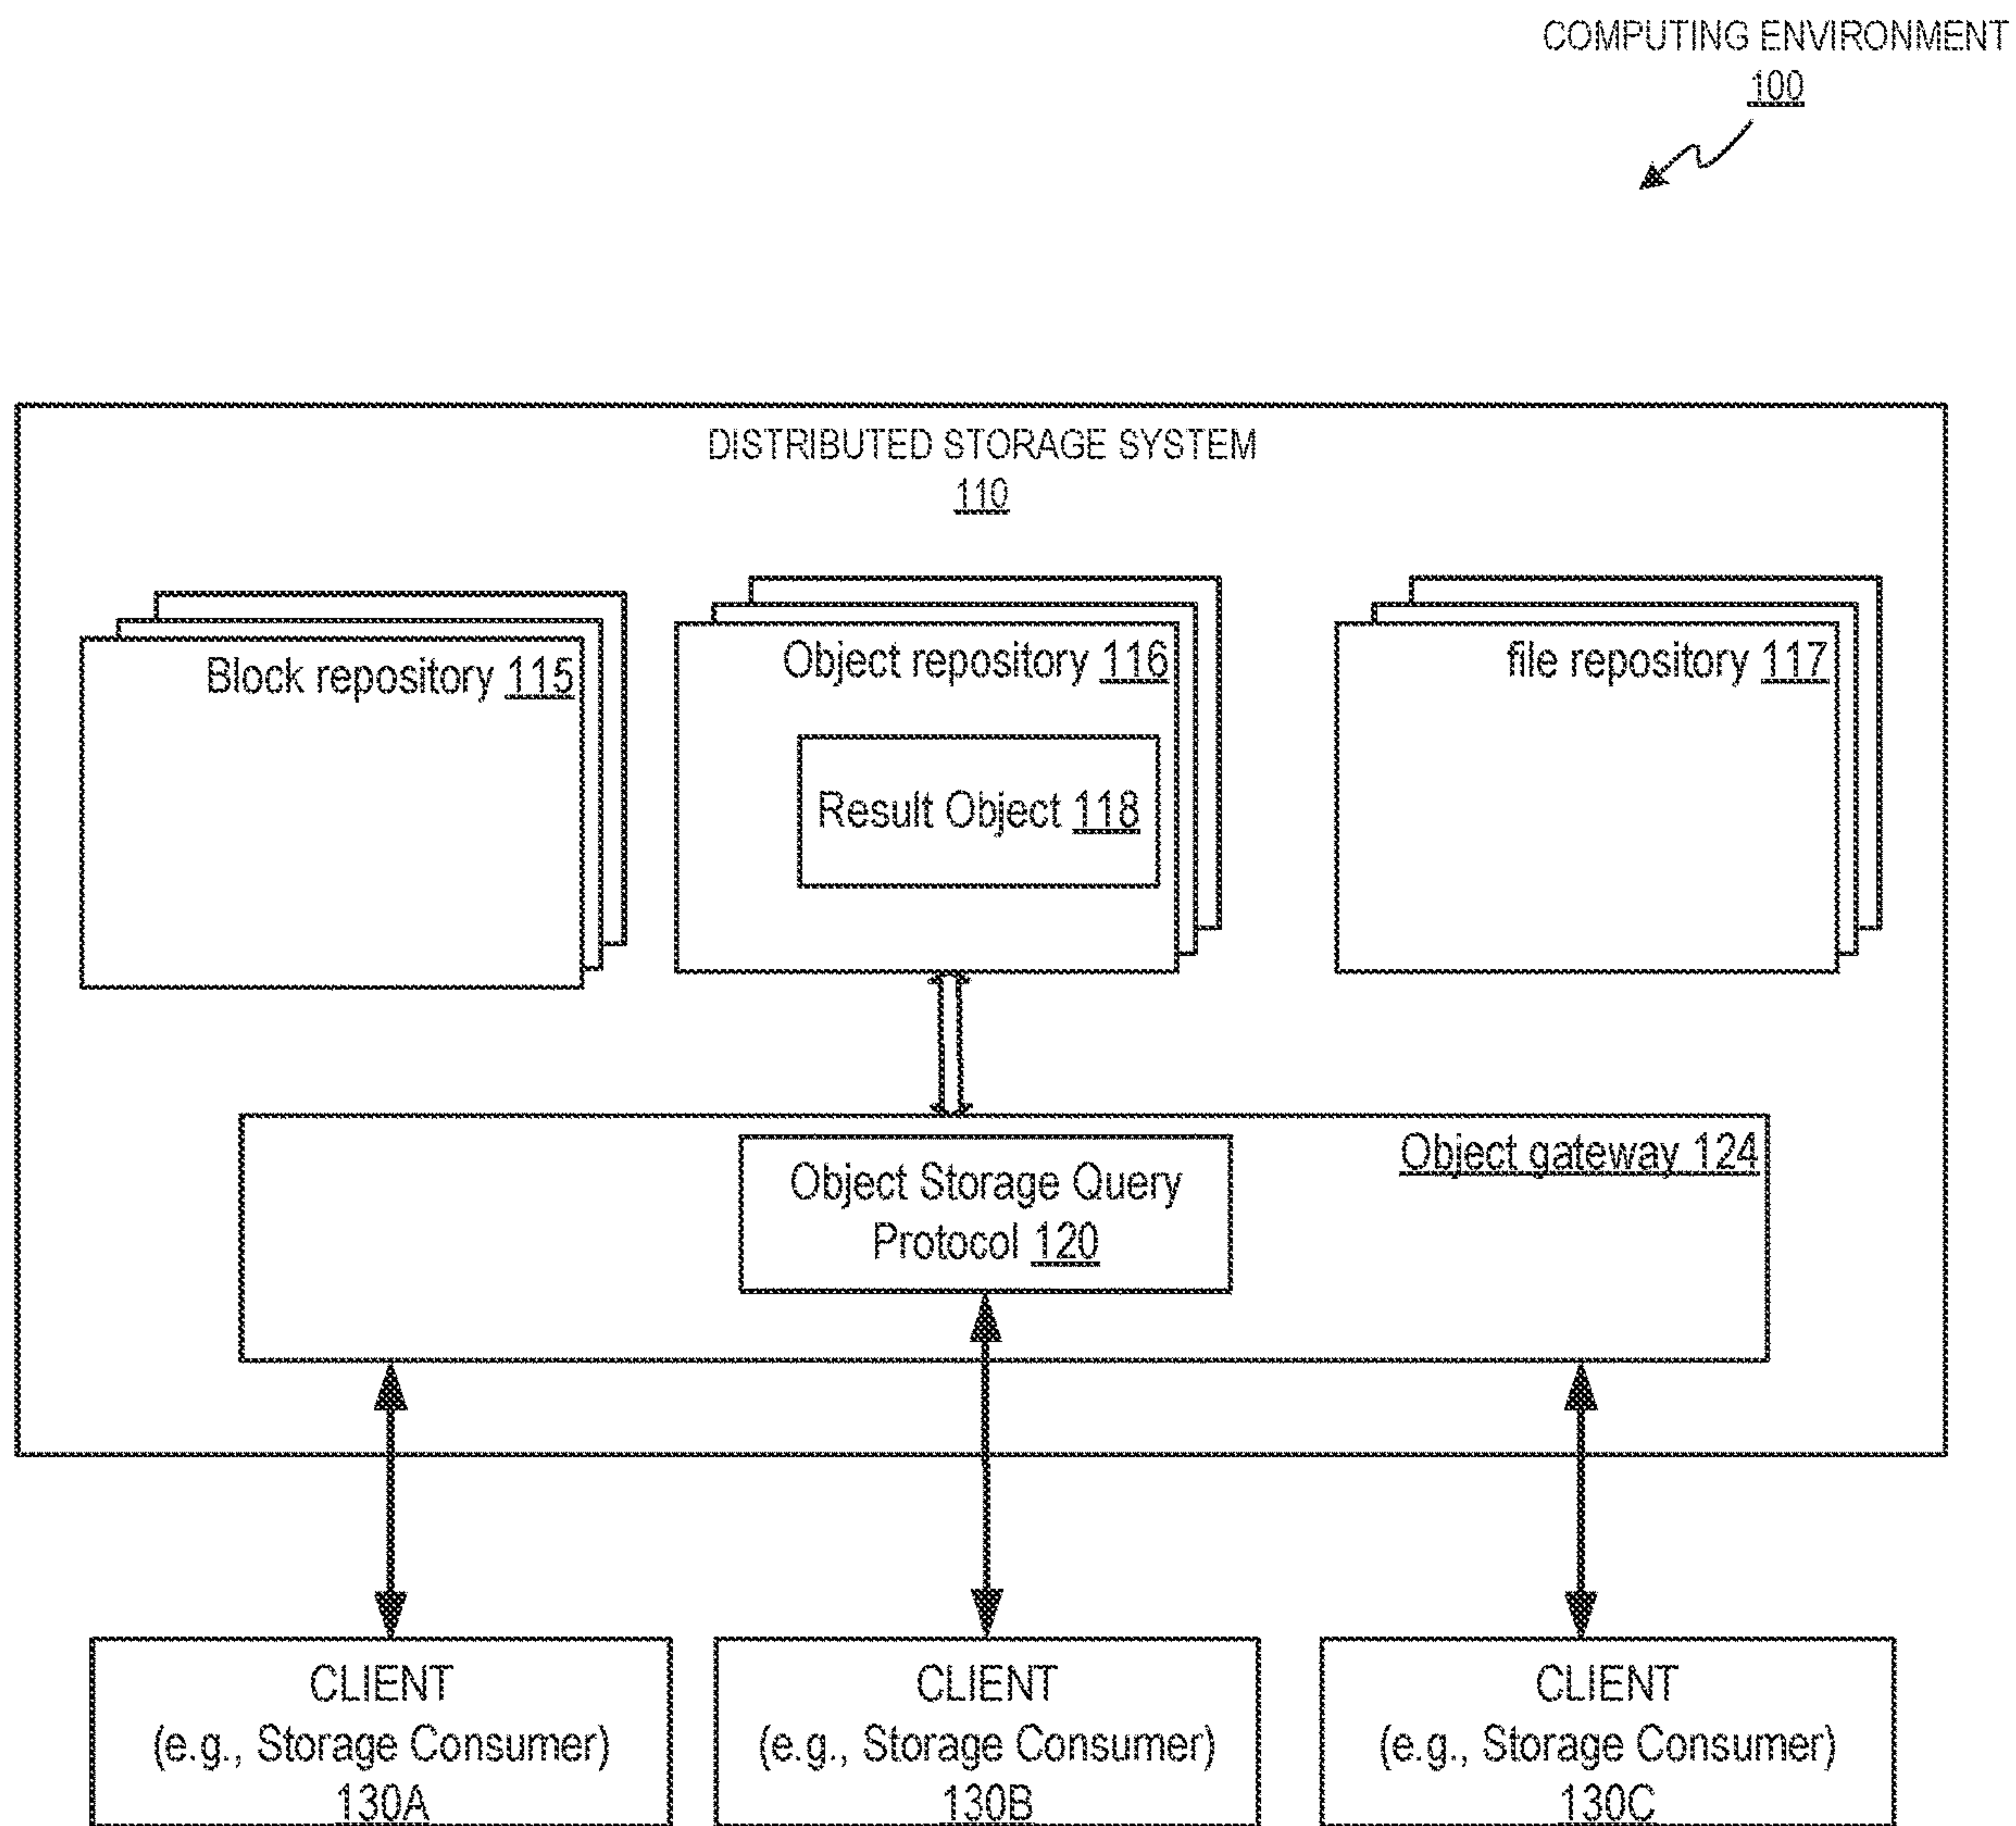 COMPUTING ENVIRONMENT
100
DISTRIBUTED STORAGE SYSTEM
110
Block repository 115
Object repository 116
file repository 117
Result Object 118
Object gateway 124
Object Storage Query
Protocol 120
CLIENT
(e.g., Storage Consumer)
130A
CLIENT
(e.g., Storage Consumer)
130B
CLIENT
(e.g., Storage Consumer)
130C